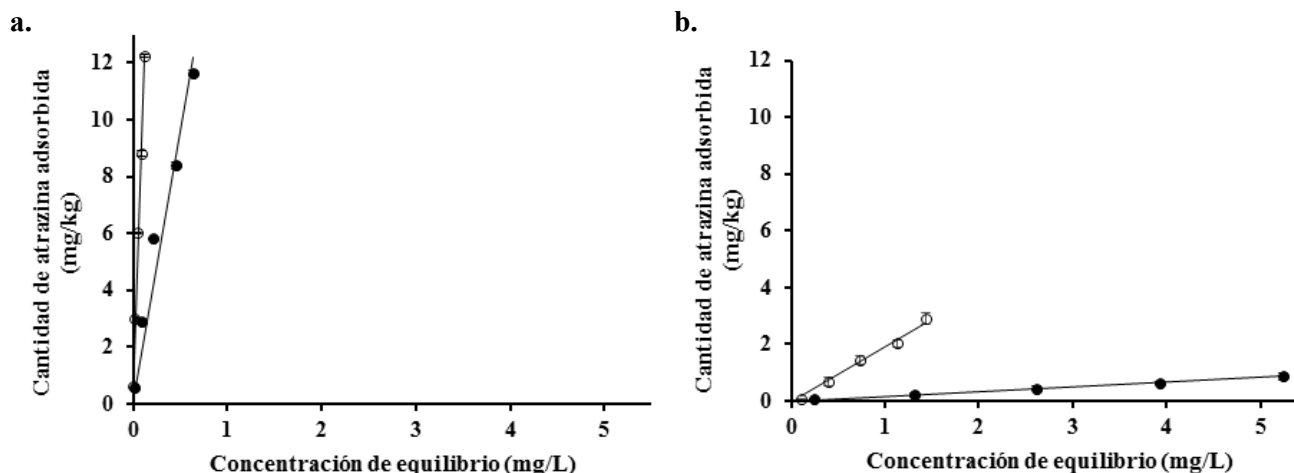 a.
Cantidad de atrazina adsorbida
(mg/kg)
12
10
8
6
4
2
0
0 1 2 3 4 5
Concentración de equilibrio (mg/L)
b.
Cantidad de atrazina adsorbida
(mg/kg)
12
10
8
6
4
2
0
0 1 2 3 4 5
Concentración de equilibrio (mg/L)